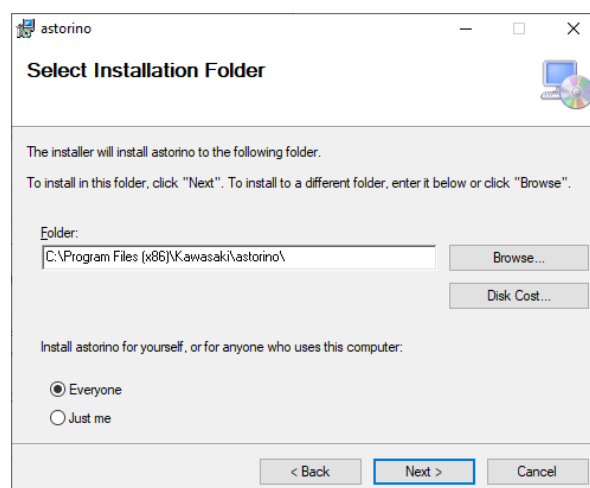 astorino
Select Installation Folder
The installer will install astorino to the following folder.
To install in this folder, click "Next". To install to a different folder, enter it below or click "Browse".
Folder:
C:\Program Files (x86)\Kawasaki\astorino\
Browse...
Disk Cost...
Install astorino for yourself, or for anyone who uses this computer:
Everyone
Just me
< Back Next > Cancel